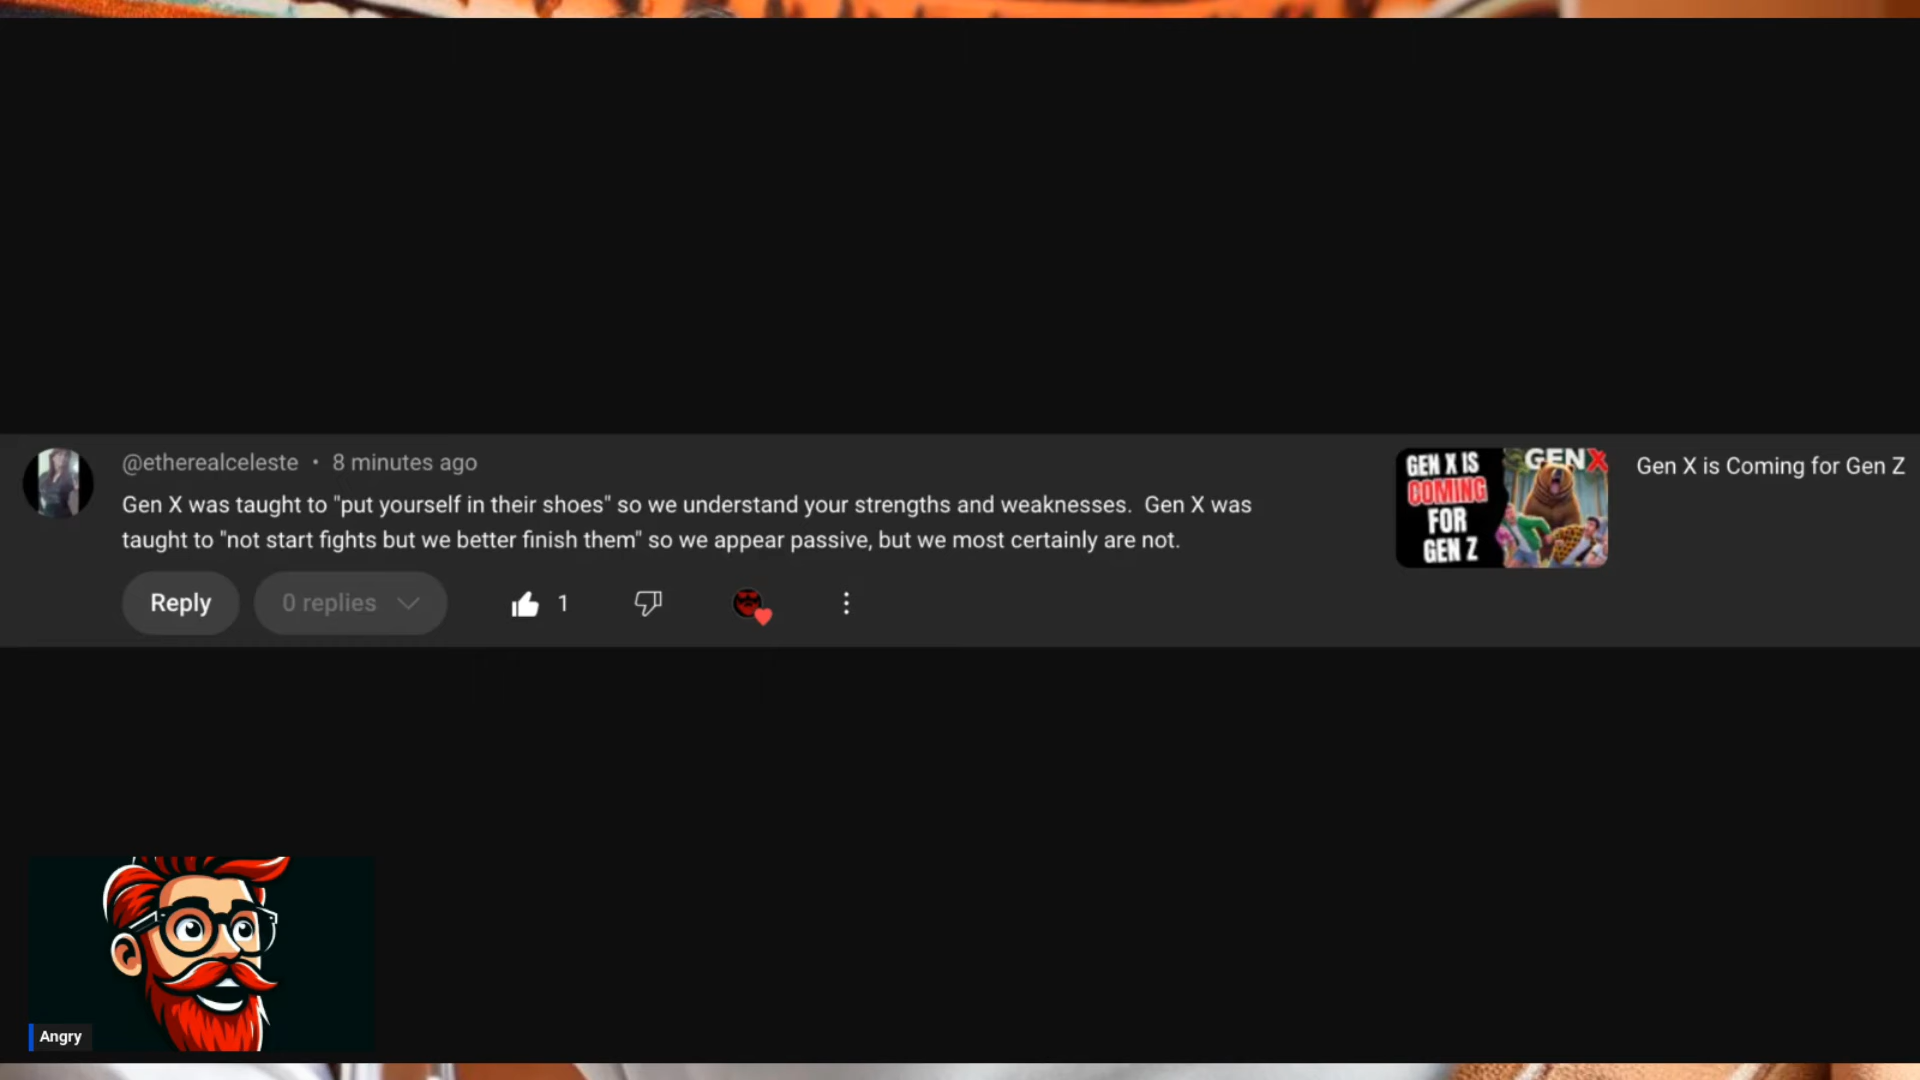 @etherealceleste • 8 minutes ago
Gen X was taught to "put yourself in their shoes" so we understand your strengths and weaknesses.  Gen X was
taught to "not start fights but we better finish them" so we appear passive, but we most certainly are not.
Reply
0 replies
1
GEN X IS
COMING
FOR
GEN Z
GEN X
Gen X is Coming for Gen Z
Angry